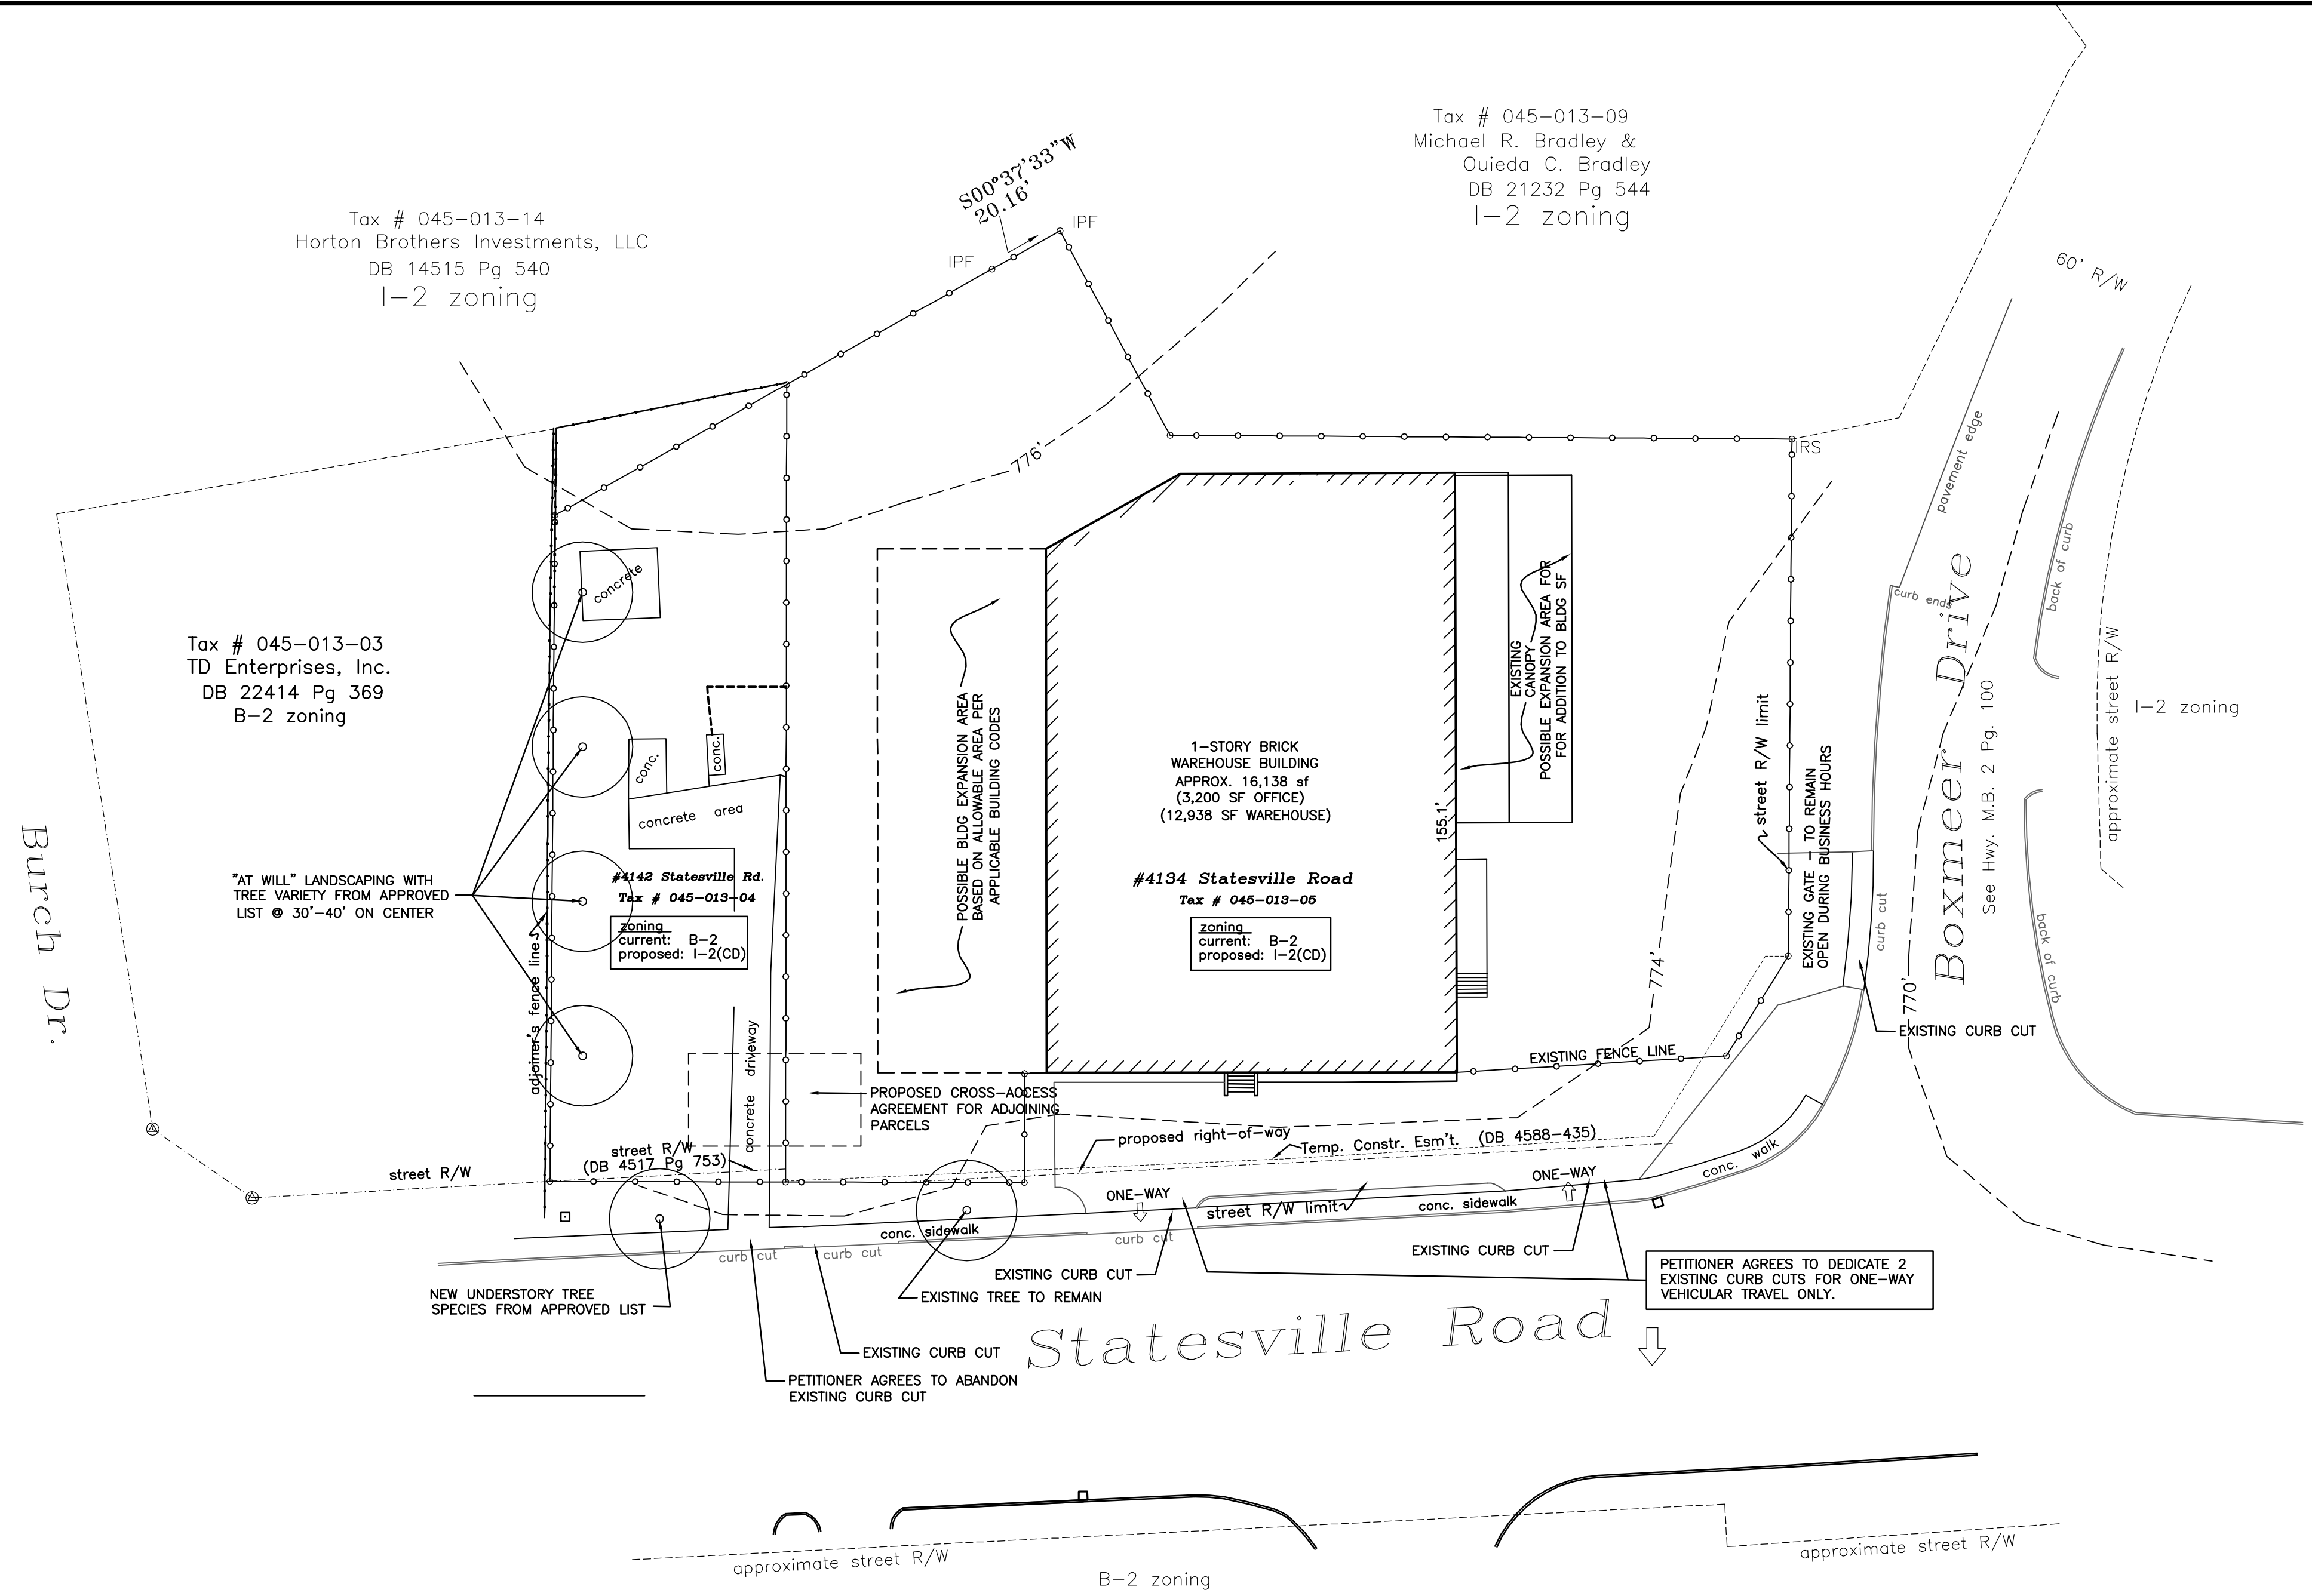 Tax # 045-013-09
Michael R. Bradley &
Ouieda C. Bradley
DB 21232 Pg 544
I-2 zoning
S00°37'33"W
20.16'
IPF
IPF
Tax # 045-013-14
Horton Brothers Investments, LLC
DB 14515 Pg 540
I-2 zoning
60' R/W
776'
IRS
pavement edge
back of curb
curb ends
approximate street R/W
I-2 zoning
Boxmeer Drive
See Hwy. M.B. 2 Pg. 100
Tax # 045-013-03
TD Enterprises, Inc.
DB 22414 Pg 369
B-2 zoning
concrete
conc.
conc.
concrete area
POSSIBLE BLDG EXPANSION AREA
BASED ON ALLOWABLE AREA PER
APPLICABLE BUILDING CODES
1-STORY BRICK
WAREHOUSE BUILDING
APPROX. 16,138 sf
(3,200 SF OFFICE)
(12,938 SF WAREHOUSE)
155.1'
EXISTING
CANOPY
POSSIBLE EXPANSION AREA FOR
FOR ADDITION TO BLDG SF
street R/W limit
EXISTING GATE - TO REMAIN
OPEN DURING BUSINESS HOURS
curb cut
back of curb
Burch Dr.
"AT WILL" LANDSCAPING WITH
TREE VARIETY FROM APPROVED
LIST @ 30'-40' ON CENTER
adjoiner's fence line
#4142 Statesville Rd.
Tax # 045-013-04
zoning
current: B-2
proposed: I-2(CD)
#4134 Statesville Road
Tax # 045-013-05
zoning
current: B-2
proposed: I-2(CD)
774'
770'
EXISTING CURB CUT
EXISTING FENCE LINE
concrete driveway
PROPOSED CROSS-ACCESS
AGREEMENT FOR ADJOINING
PARCELS
proposed right-of-way
Temp. Constr. Esm't. (DB 4588-435)
street R/W
street R/W
(DB 4517 Pg 753)
ONE-WAY
ONE-WAY
conc. walk
street R/W limit
conc. sidewalk
conc. sidewalk
curb cut
curb cut
curb cut
EXISTING CURB CUT
EXISTING CURB CUT
PETITIONER AGREES TO DEDICATE 2
EXISTING CURB CUTS FOR ONE-WAY
VEHICULAR TRAVEL ONLY.
NEW UNDERSTORY TREE
SPECIES FROM APPROVED LIST
EXISTING TREE TO REMAIN
Statesville Road
EXISTING CURB CUT
PETITIONER AGREES TO ABANDON
EXISTING CURB CUT
approximate street R/W
approximate street R/W
B-2 zoning